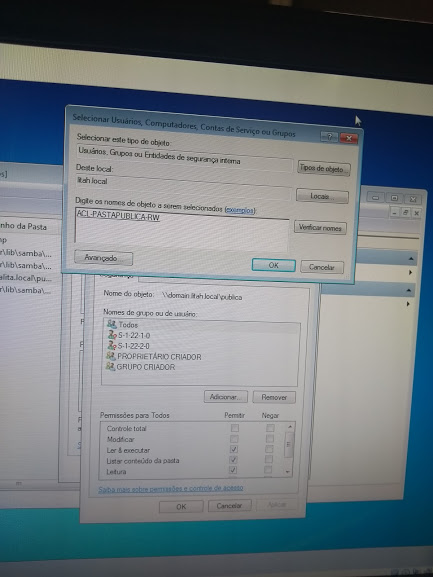 Selecionar Usuários, Computadores, Contas de Serviço ou Grupos
Selecionar este tipo de objeto:
Usuários, Grupos ou Entidades de segurança interna
Tipos de objeto...
Deste local:
litah.local
Locais...
Digite os nomes de objeto a serem selecionados (exemplos):
ACL-PASTAPUBLICA-RW
Verificar nomes
Avançado...
OK
Cancelar
nho da Pasta
r\lib\samba\...
r\lib\samba\...
alita.local\pu...
r\lib\samba\...
Nome do objeto: \\domain.litah.local\publica
Nomes de grupo ou de usuário:
Todos
S-1-22-1-0
S-1-22-2-0
PROPRIETÁRIO CRIADOR
GRUPO CRIADOR
Adicionar...
Remover
Permissões para Todos
Permitir
Negar
Controle total
Modificar
Ler & executar
Listar conteúdo da pasta
Leitura
Saiba mais sobre permissões e controle de acesso
OK
Cancelar
Aplicar